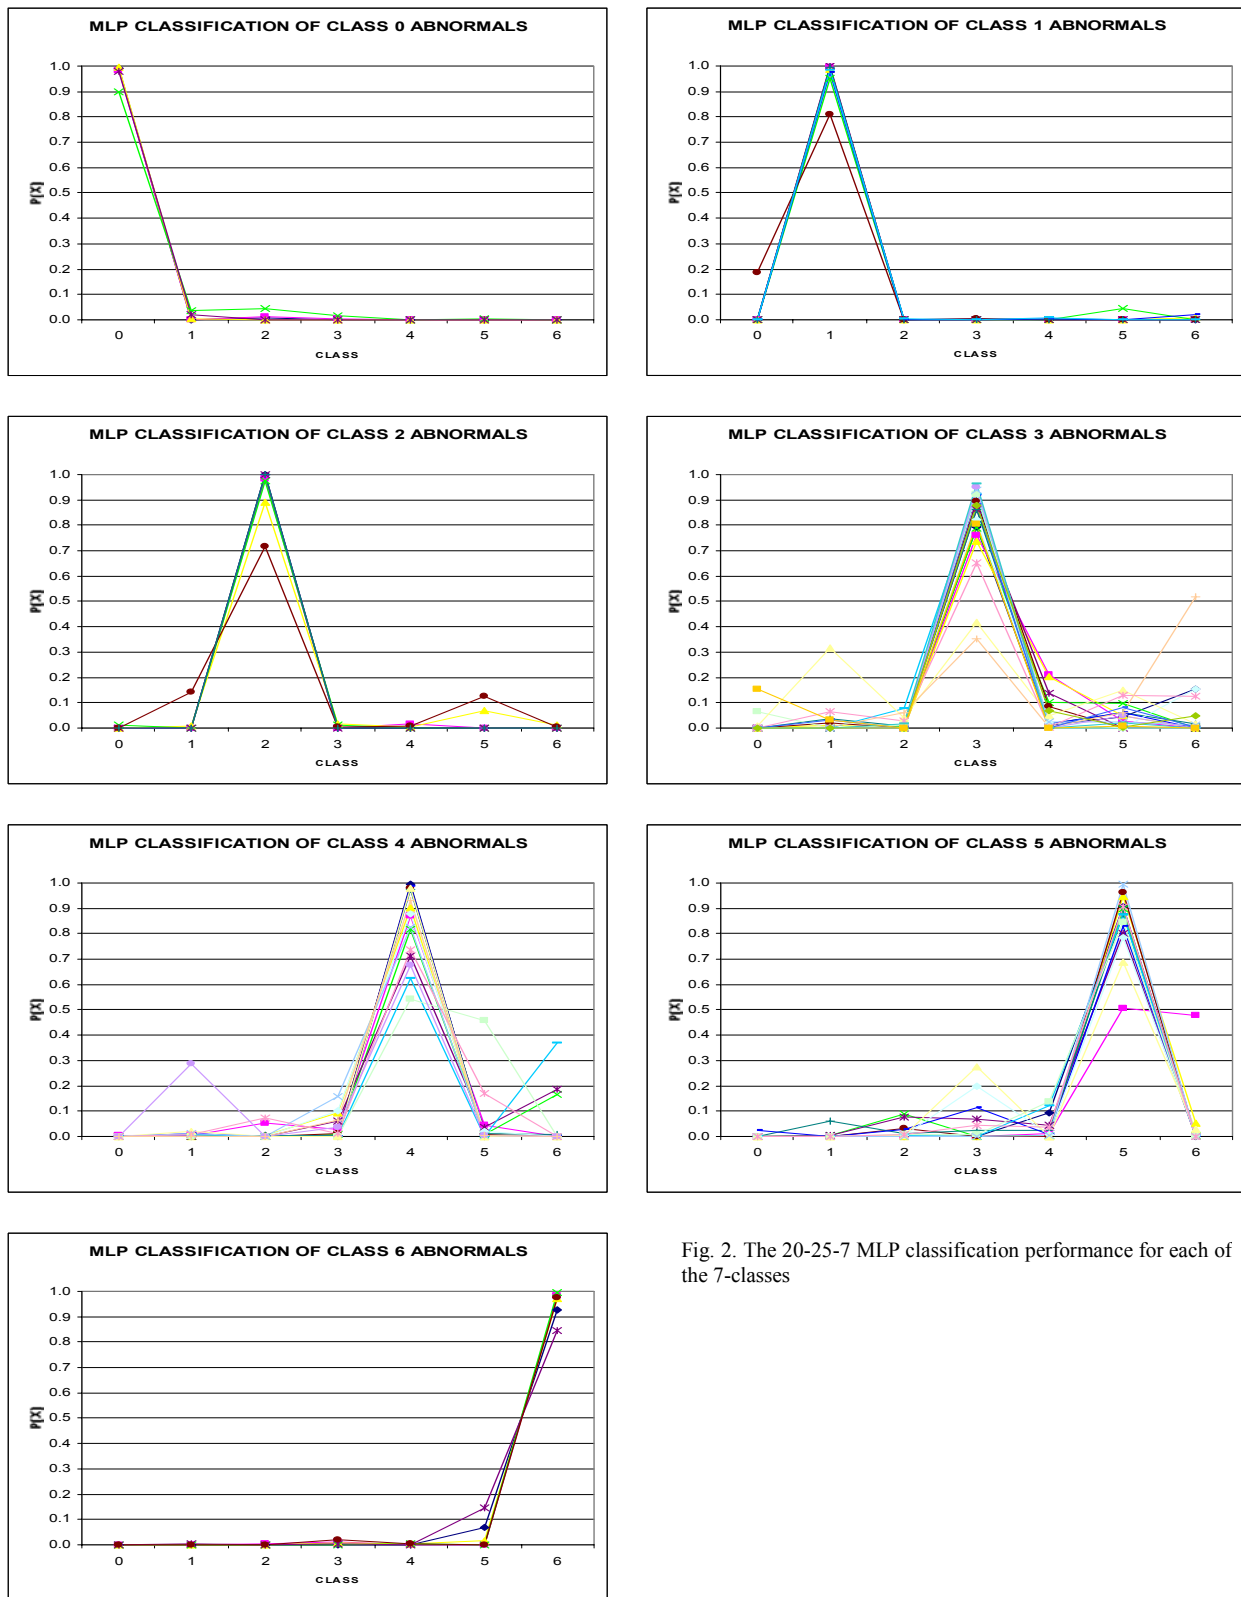 MLP CLASSIFICATION OF CLASS 0 ABNORMALS
1.0
0.9
0.8
0.7
0.6
0.5
0.4
0.3
0.2
0.1
0.0
P[X]
0 1 2 3 4 5 6
CLASS
MLP CLASSIFICATION OF CLASS 1 ABNORMALS
1.0
0.9
0.8
0.7
0.6
0.5
0.4
0.3
0.2
0.1
0.0
P[X]
0 1 2 3 4 5 6
CLASS
MLP CLASSIFICATION OF CLASS 2 ABNORMALS
1.0
0.9
0.8
0.7
0.6
0.5
0.4
0.3
0.2
0.1
0.0
P[X]
0 1 2 3 4 5 6
CLASS
MLP CLASSIFICATION OF CLASS 3 ABNORMALS
1.0
0.9
0.8
0.7
0.6
0.5
0.4
0.3
0.2
0.1
0.0
P[X]
0 1 2 3 4 5 6
CLASS
MLP CLASSIFICATION OF CLASS 4 ABNORMALS
1.0
0.9
0.8
0.7
0.6
0.5
0.4
0.3
0.2
0.1
0.0
P[X]
0 1 2 3 4 5 6
CLASS
MLP CLASSIFICATION OF CLASS 5 ABNORMALS
1.0
0.9
0.8
0.7
0.6
0.5
0.4
0.3
0.2
0.1
0.0
P[X]
0 1 2 3 4 5 6
CLASS
MLP CLASSIFICATION OF CLASS 6 ABNORMALS
1.0
0.9
0.8
0.7
0.6
0.5
0.4
0.3
0.2
0.1
0.0
P[X]
0 1 2 3 4 5 6
CLASS
Fig. 2. The 20-25-7 MLP classification performance for each of
the 7-classes